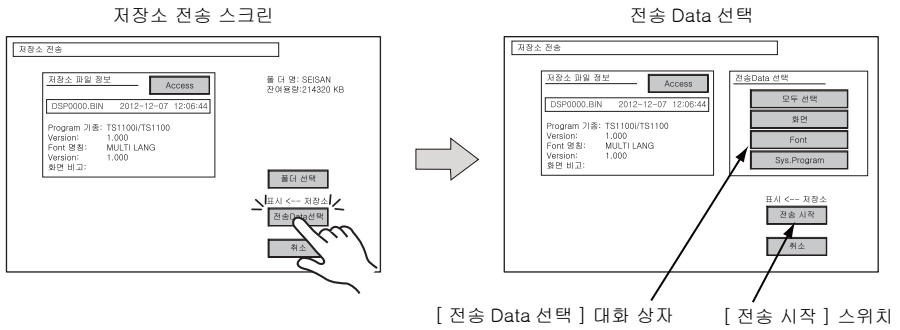 저장소 전송 스크린
저장소 전송
저장소 파일 정보
Access
DSP0000.BIN 2012-12-07 12:06:44
Program 기종: TS1100i/TS1100
Version: 1.000
Font 명칭: MULTI LANG
Version: 1.000
화면 비고:
폴 더 명: SEISAN
잔여용량:214320 KB
폴더 선택
표시 <-- 저장소
전송Data선택
취소
전송 Data 선택
저장소 전송
저장소 파일 정보
Access
DSP0000.BIN 2012-12-07 12:06:44
Program 기종: TS1100i/TS1100
Version: 1.000
Font 명칭: MULTI LANG
Version: 1.000
화면 비고:
전송Data 선택
모두 선택
화면
Font
Sys.Program
표시 <-- 저장소
전송 시작
취소
[ 전송 Data 선택 ] 대화 상자
[ 전송 시작 ] 스위치